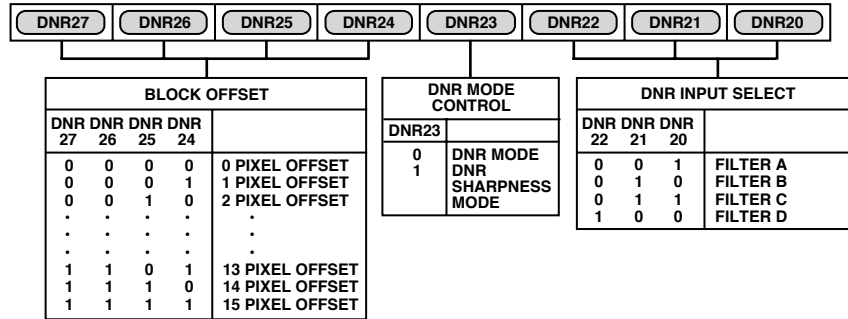 DNR27 DNR26 DNR25 DNR24 DNR23 DNR22 DNR21 DNR20
BLOCK OFFSET
DNR DNR DNR DNR
27 26 25 24
0 0 0 0 0 PIXEL OFFSET
0 0 0 1 1 PIXEL OFFSET
0 0 1 0 2 PIXEL OFFSET
. . . . .
. . . . .
. . . . .
1 1 0 1 13 PIXEL OFFSET
1 1 1 0 14 PIXEL OFFSET
1 1 1 1 15 PIXEL OFFSET
DNR MODE
CONTROL
DNR23
0 DNR MODE
1 DNR
SHARPNESS
MODE
DNR INPUT SELECT
DNR DNR DNR
22 21 20
0 0 1 FILTER A
0 1 0 FILTER B
0 1 1 FILTER C
1 0 0 FILTER D